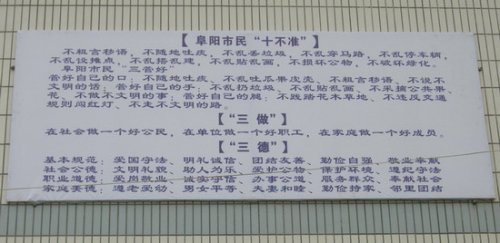 【阜阳市民“十不准”】
不粗言秽语、不随地吐痰、不乱丢垃圾、不乱穿马路、不乱停车辆、
不乱设摊点、不乱搭乱建、不乱贴乱画、不损坏公物、不破坏绿化。
阜阳市民“三管好”
管好自己的口：不随地吐痰、不乱吐瓜果皮壳、不粗言秽语、不说不
文明的话；管好自己的手：不乱扔垃圾、不乱贴乱画、不采摘公共果、
花、不做不文明的事；管好自己的腿：不践踏花木草地、不违反交通
规则闯红灯、不走不文明的路。
【“三 做”】
在社会做一个好公民，在单位做一个好职工，在家庭做一个好成员。
【“三 德”】
基本规范：爱国守法、明礼诚信、团结友善、勤俭自强、敬业奉献
社会公德：文明礼貌、助人为乐、爱护公物、保护环境、遵纪守法
职业道德：爱岗敬业、诚实守信、办事公道、服务群众、奉献社会
家庭美德：遵老爱幼、男女平等、夫妻和睦、勤俭持家、邻里团结